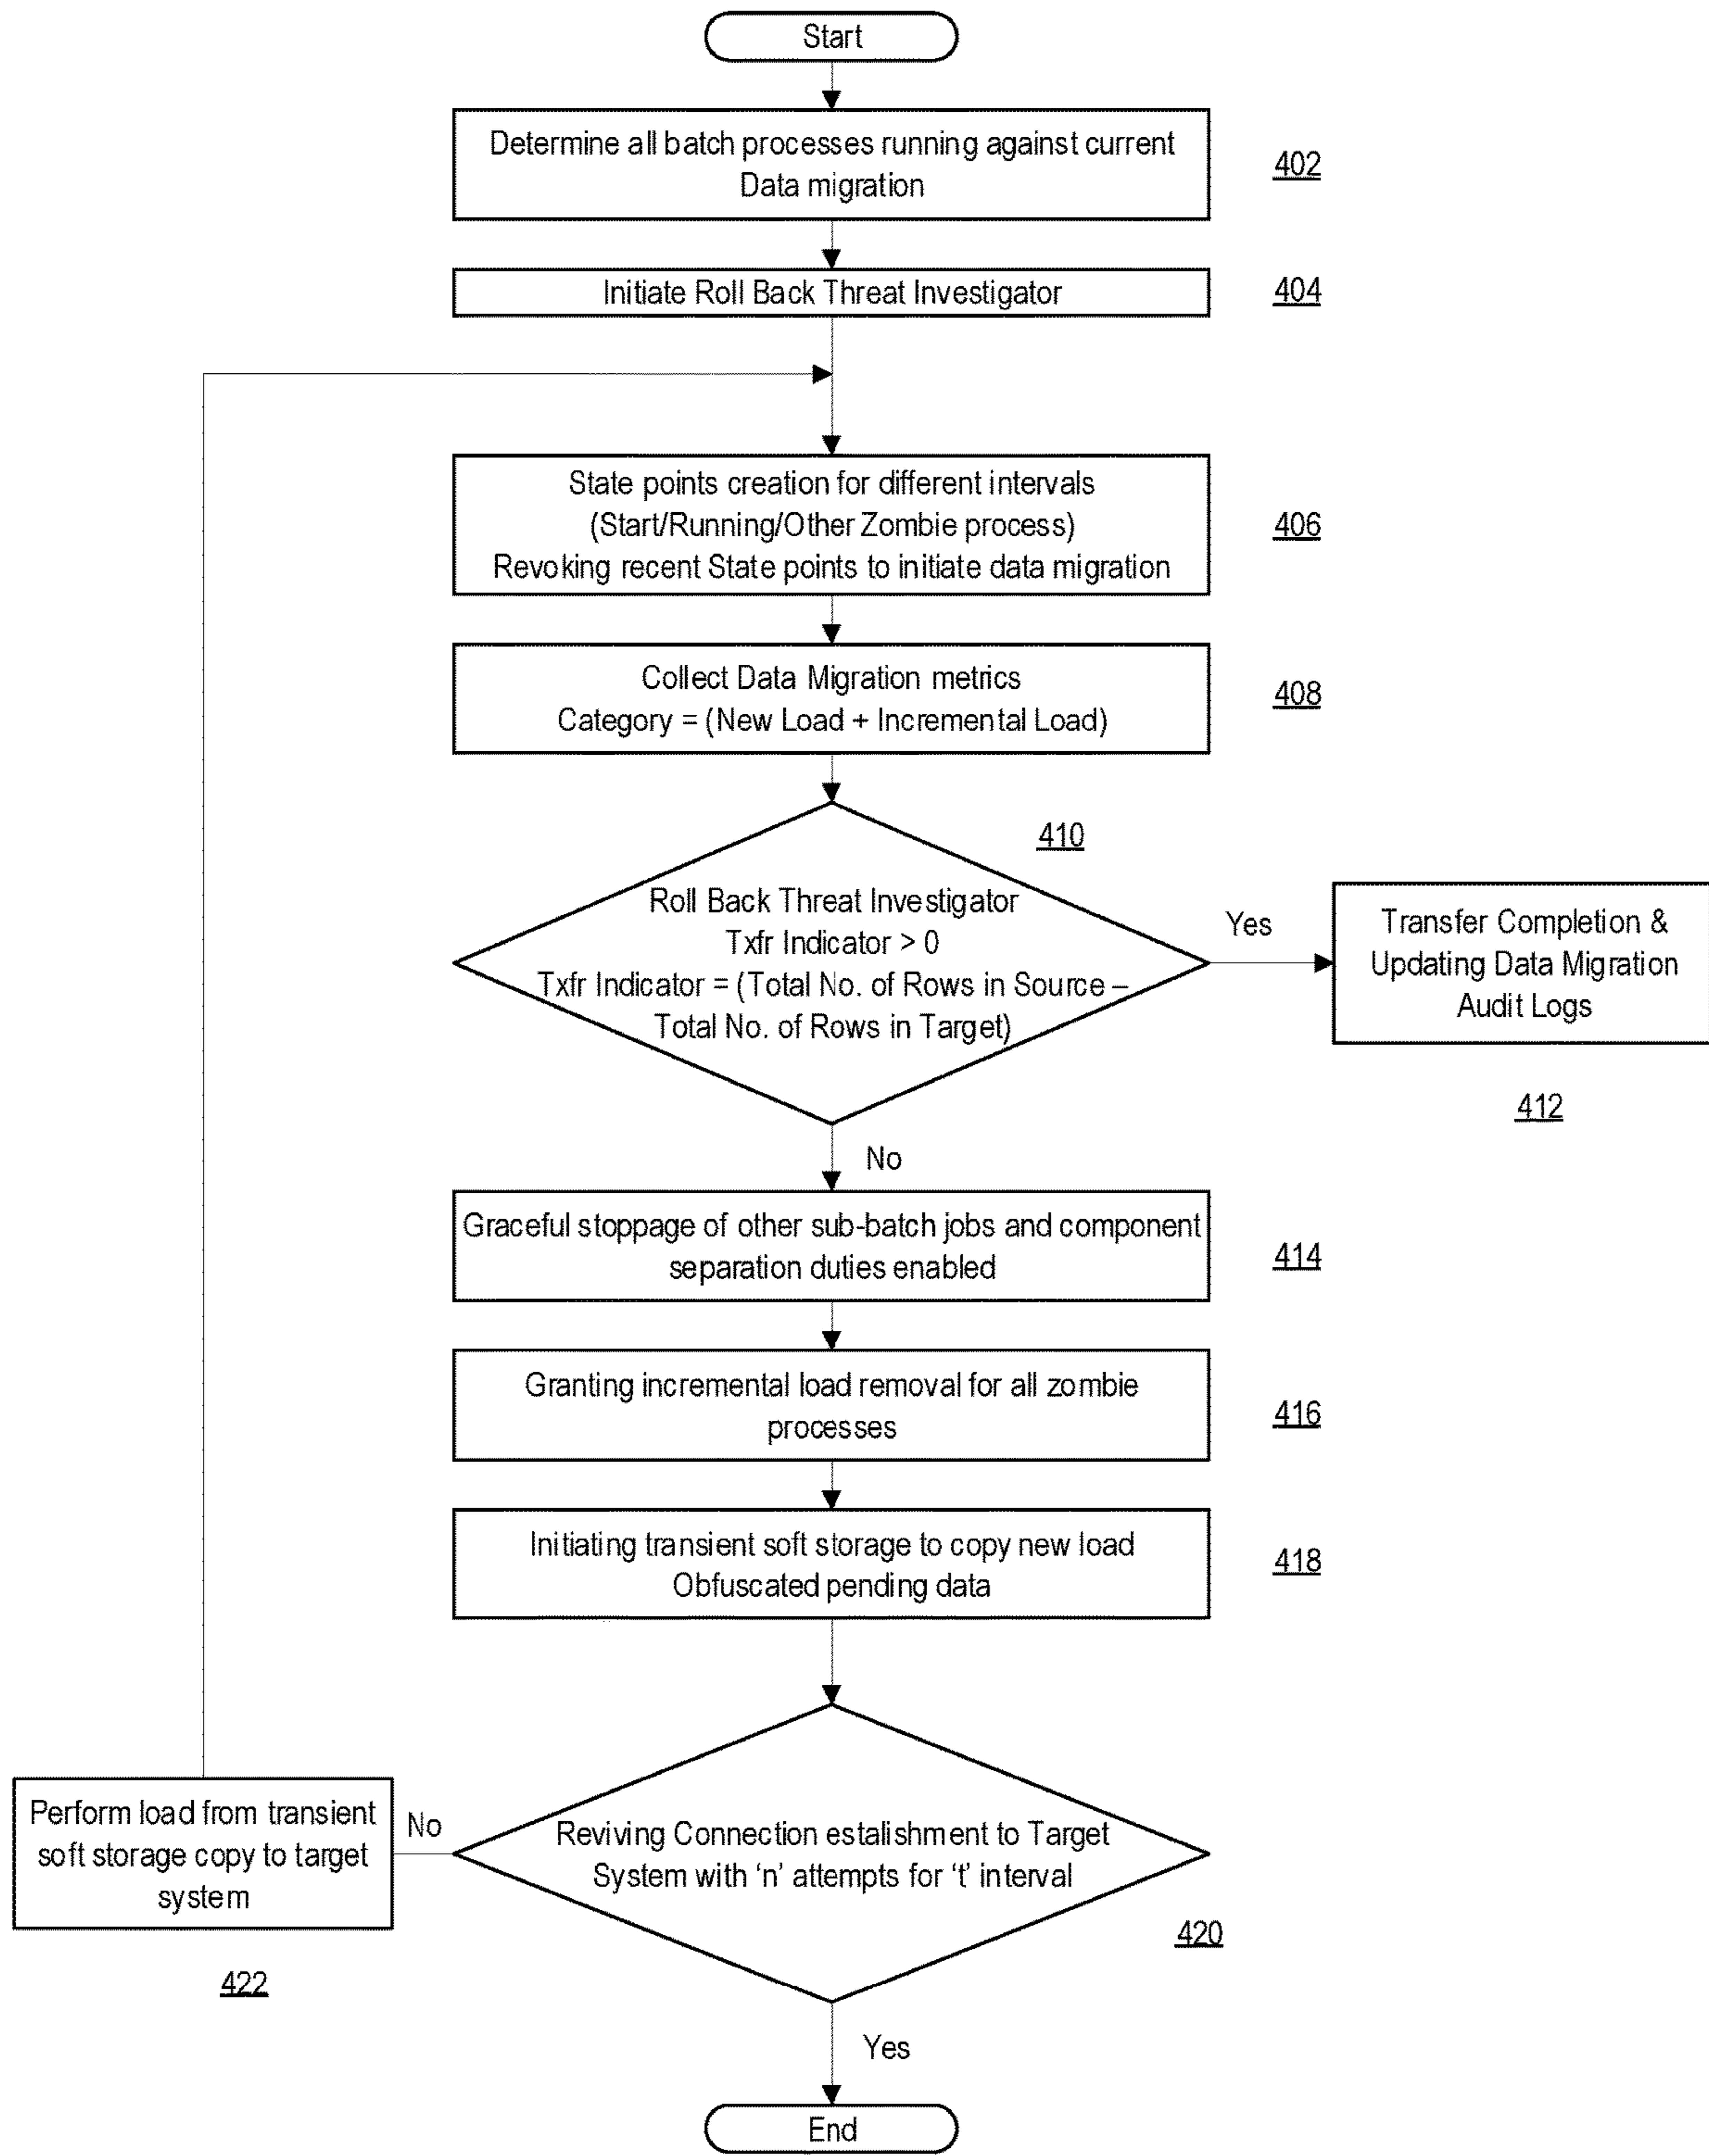 Start
Determine all batch processes running against current
Data migration
402
Initiate Roll Back Threat Investigator
404
State points creation for different intervals
(Start/Running/Other Zombie process)
Revoking recent State points to initiate data migration
406
Collect Data Migration metrics
Category = (New Load + Incremental Load)
408
410
Roll Back Threat Investigator
Txfr Indicator > 0
Txfr Indicator = (Total No. of Rows in Source –
Total No. of Rows in Target)
Yes
Transfer Completion &
Updating Data Migration
Audit Logs
412
No
Graceful stoppage of other sub-batch jobs and component
separation duties enabled
414
Granting incremental load removal for all zombie
processes
416
Initiating transient soft storage to copy new load
Obfuscated pending data
418
Perform load from transient
soft storage copy to target
system
422
No
Reviving Connection estalishment to Target
System with ‘n’ attempts for ‘t’ interval
420
Yes
End